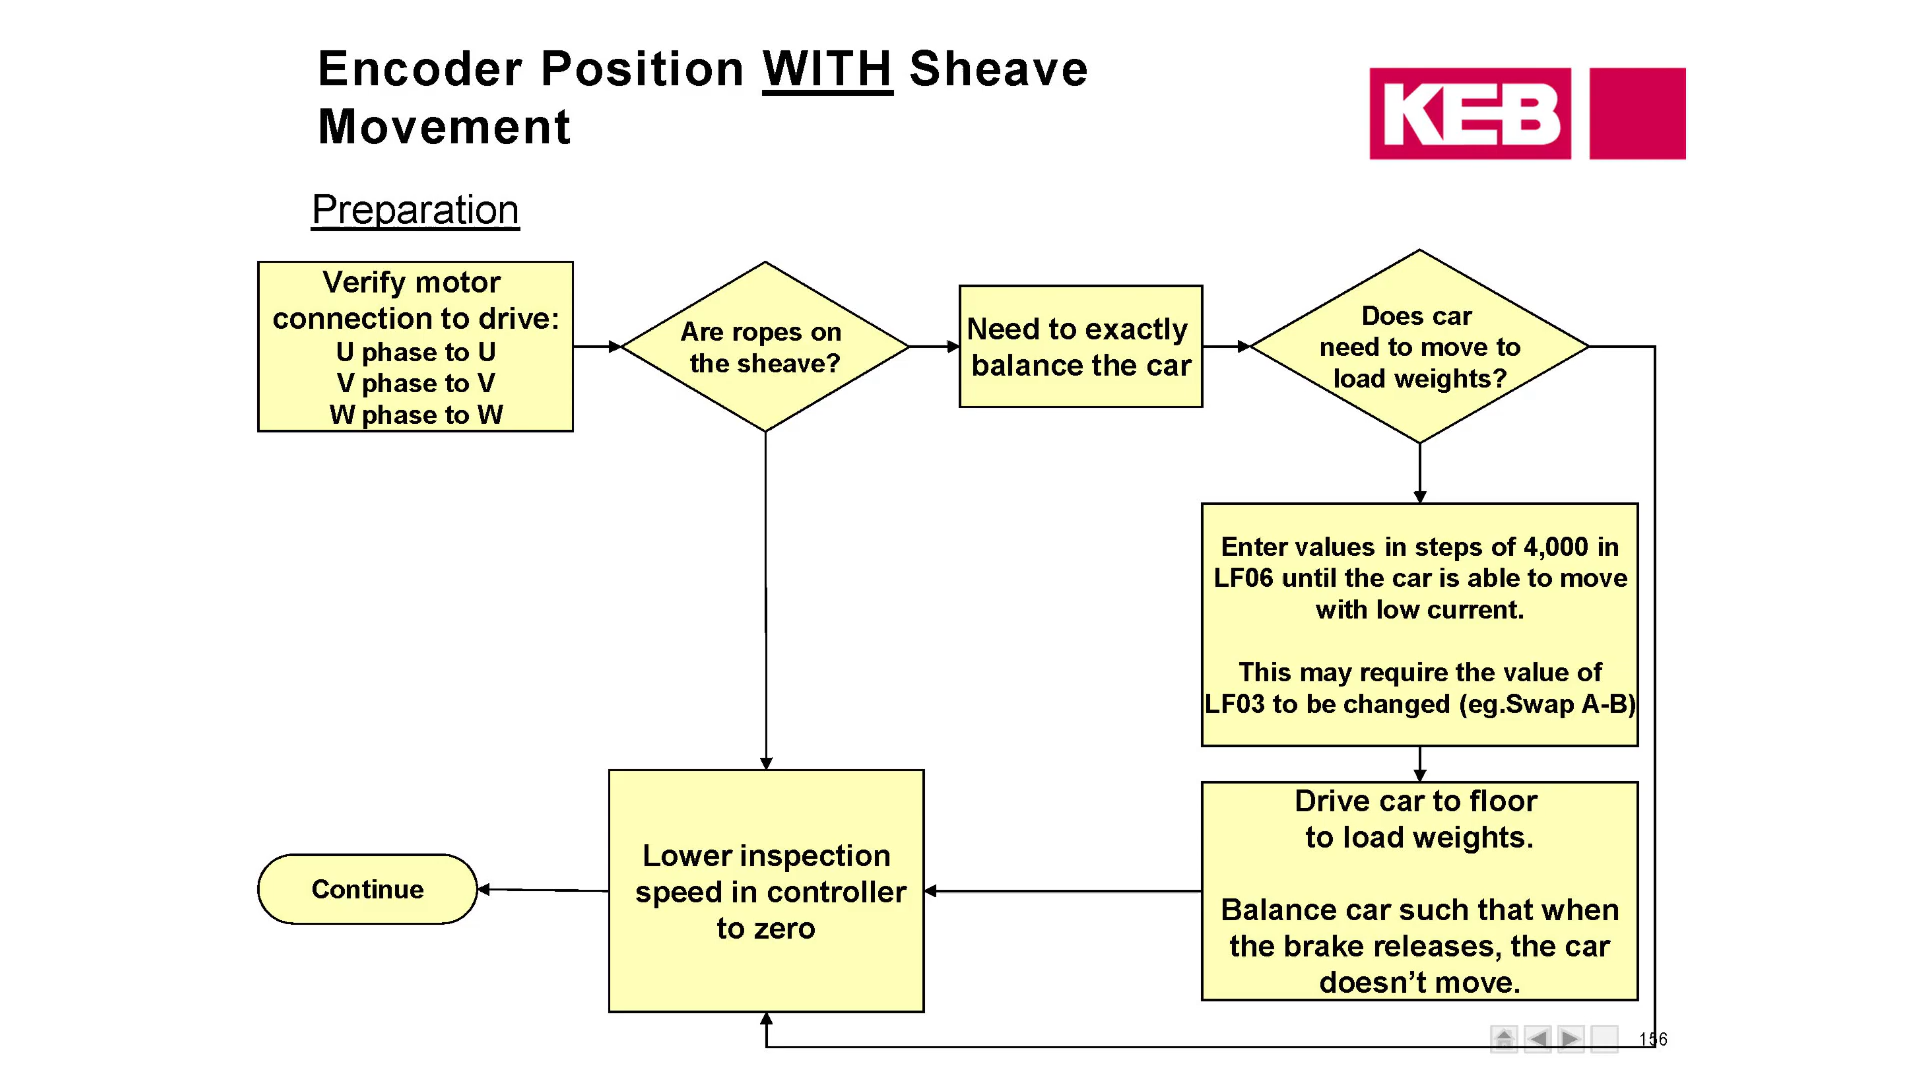 Encoder Position WITH Sheave
Movement
KEB
Preparation
Verify motor
connection to drive:
U phase to U
V phase to V
W phase to W
Are ropes on
the sheave?
Need to exactly
balance the car
Does car
need to move to
load weights?
Enter values in steps of 4,000 in
LF06 until the car is able to move
with low current.
This may require the value of
LF03 to be changed (eg.Swap A-B)
Drive car to floor
to load weights.
Balance car such that when
the brake releases, the car
doesn’t move.
Lower inspection
speed in controller
to zero
Continue
156